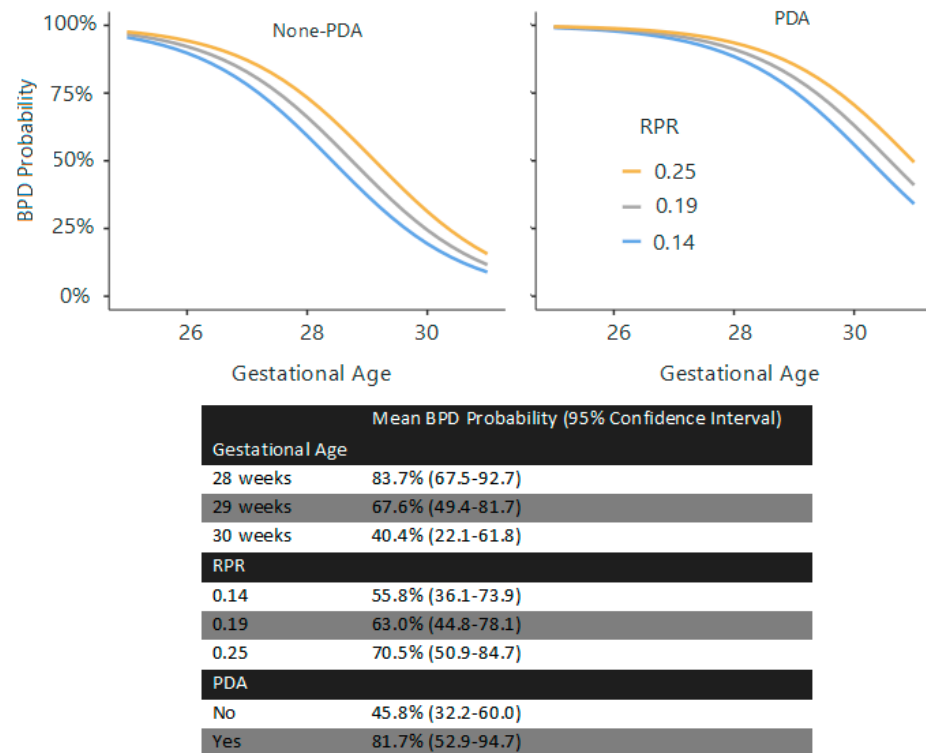 None-PDA
PDA
BPD Probability
100%
75%
50%
25%
0%
26 28 30
26 28 30
Gestational Age
Gestational Age
RPR
0.25
0.19
0.14
Mean BPD Probability (95% Confidence Interval)
Gestational Age
28 weeks 83.7% (67.5-92.7)
29 weeks 67.6% (49.4-81.7)
30 weeks 40.4% (22.1-61.8)
RPR
0.14 55.8% (36.1-73.9)
0.19 63.0% (44.8-78.1)
0.25 70.5% (50.9-84.7)
PDA
No 45.8% (32.2-60.0)
Yes 81.7% (52.9-94.7)